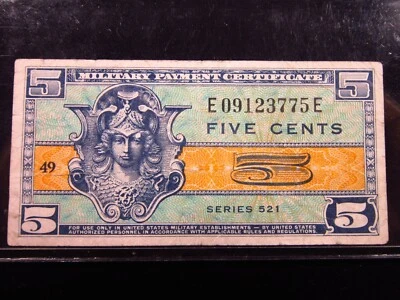 5 MILITARY PAYMENT CERTIFICATE 5
E09123775E
FIVE CENTS
49 5
SERIES 521
5 5
FOR USE ONLY IN UNITED STATES MILITARY ESTABLISHMENTS — BY UNITED STATES
AUTHORIZED PERSONNEL IN ACCORDANCE WITH APPLICABLE RULES AND REGULATIONS.